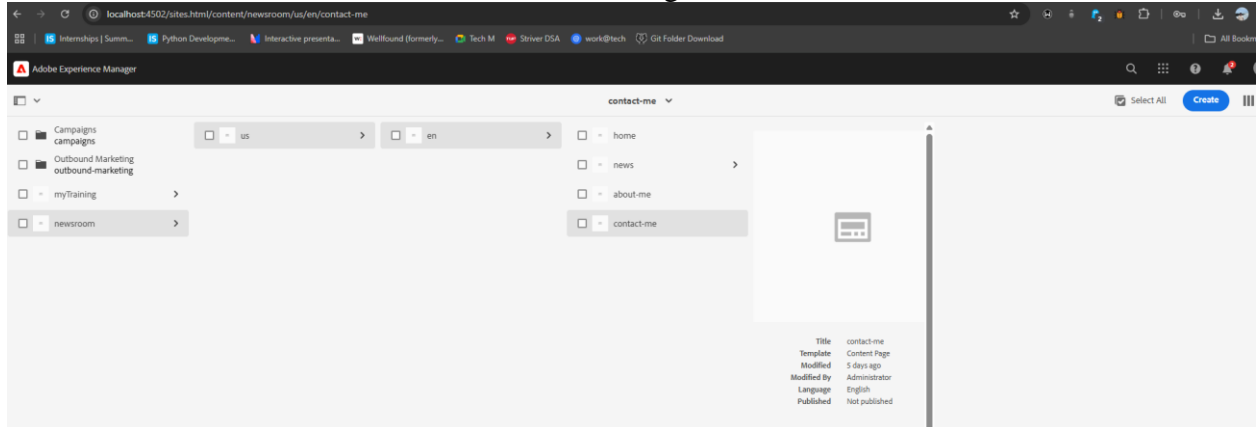 localhost:4502/sites.html/content/newsroom/us/en/contact-me
Internships | Summ...
Python Developme...
Interactive presenta...
Wellfound (formerly...
Tech M
Striver DSA
work@tech
Git Folder Download
All Bookm
Adobe Experience Manager
contact-me
Select All
Create
Campaigns
campaigns
Outbound Marketing
outbound-marketing
myTraining
newsroom
us
en
home
news
about-me
contact-me
Title contact-me
Template Content Page
Modified 5 days ago
Modified By Administrator
Language English
Published Not published